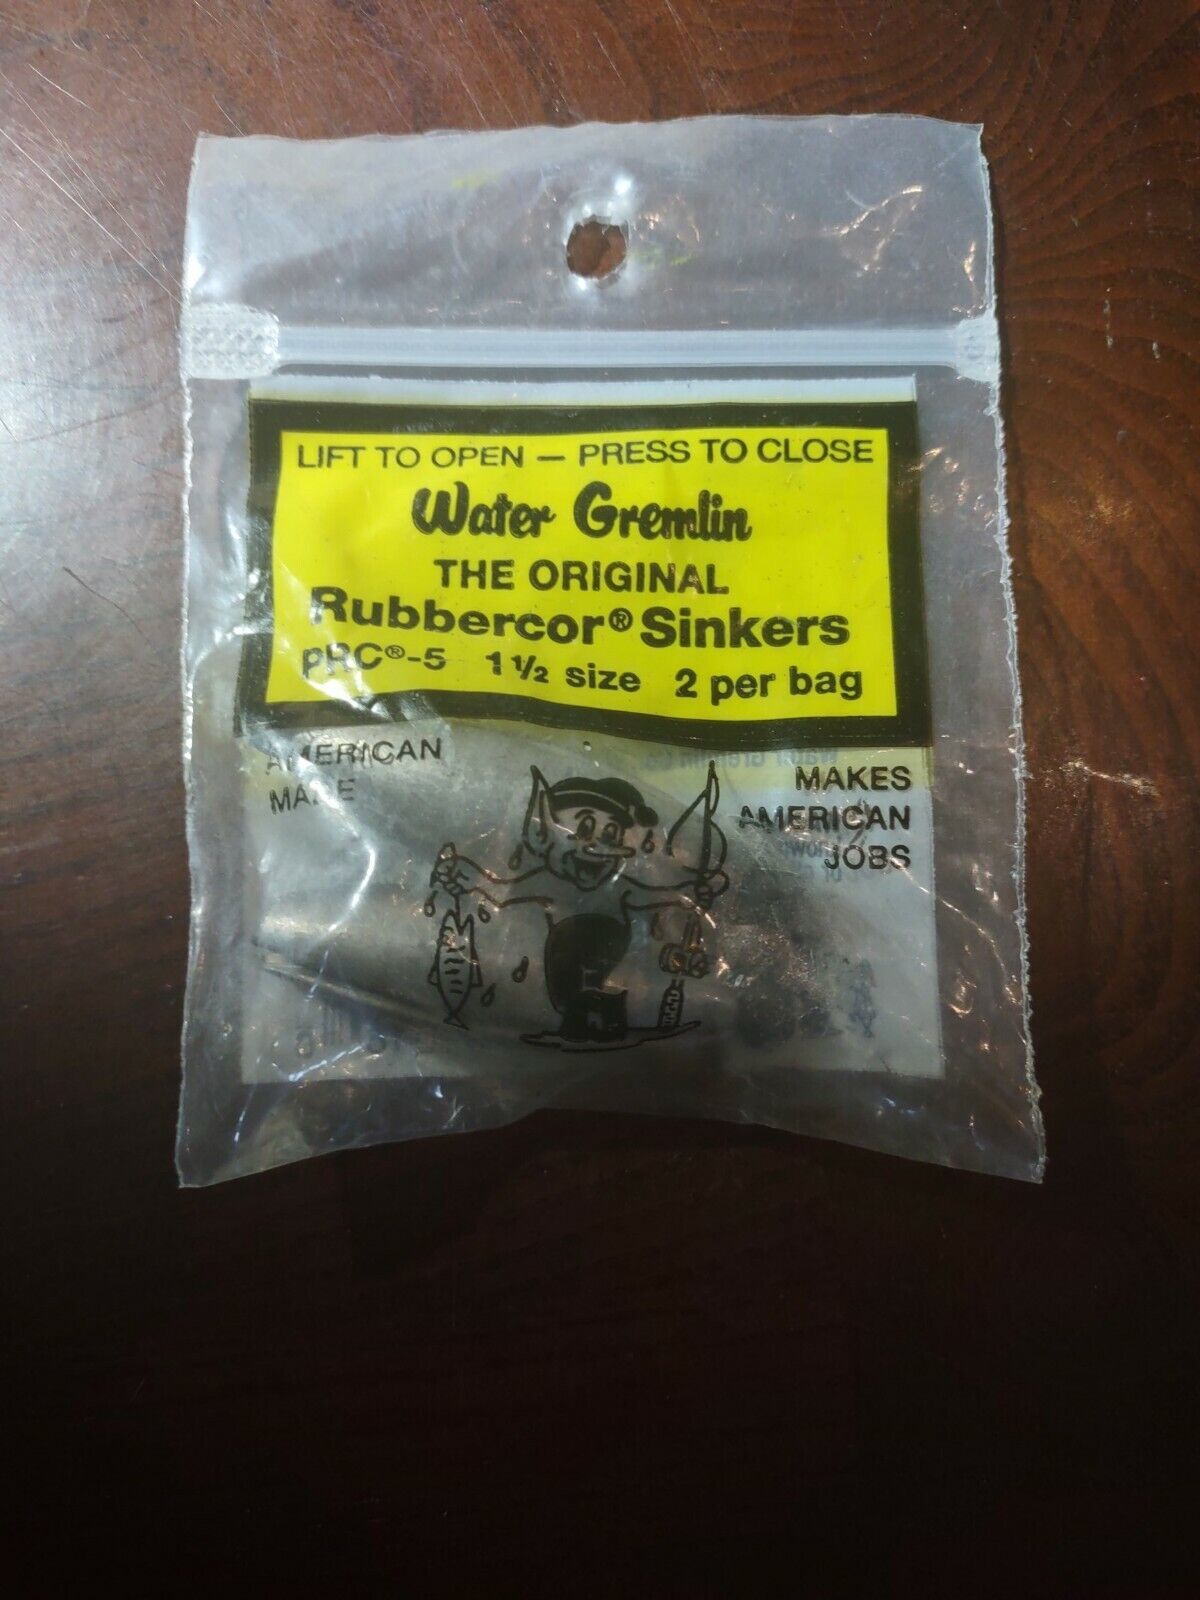 LIFT TO OPEN — PRESS TO CLOSE
Water Gremlin
THE ORIGINAL
Rubbercor® Sinkers
PRC®-5 1 ½ size 2 per bag
AMERICAN
MADE
MAKES
AMERICAN
JOBS